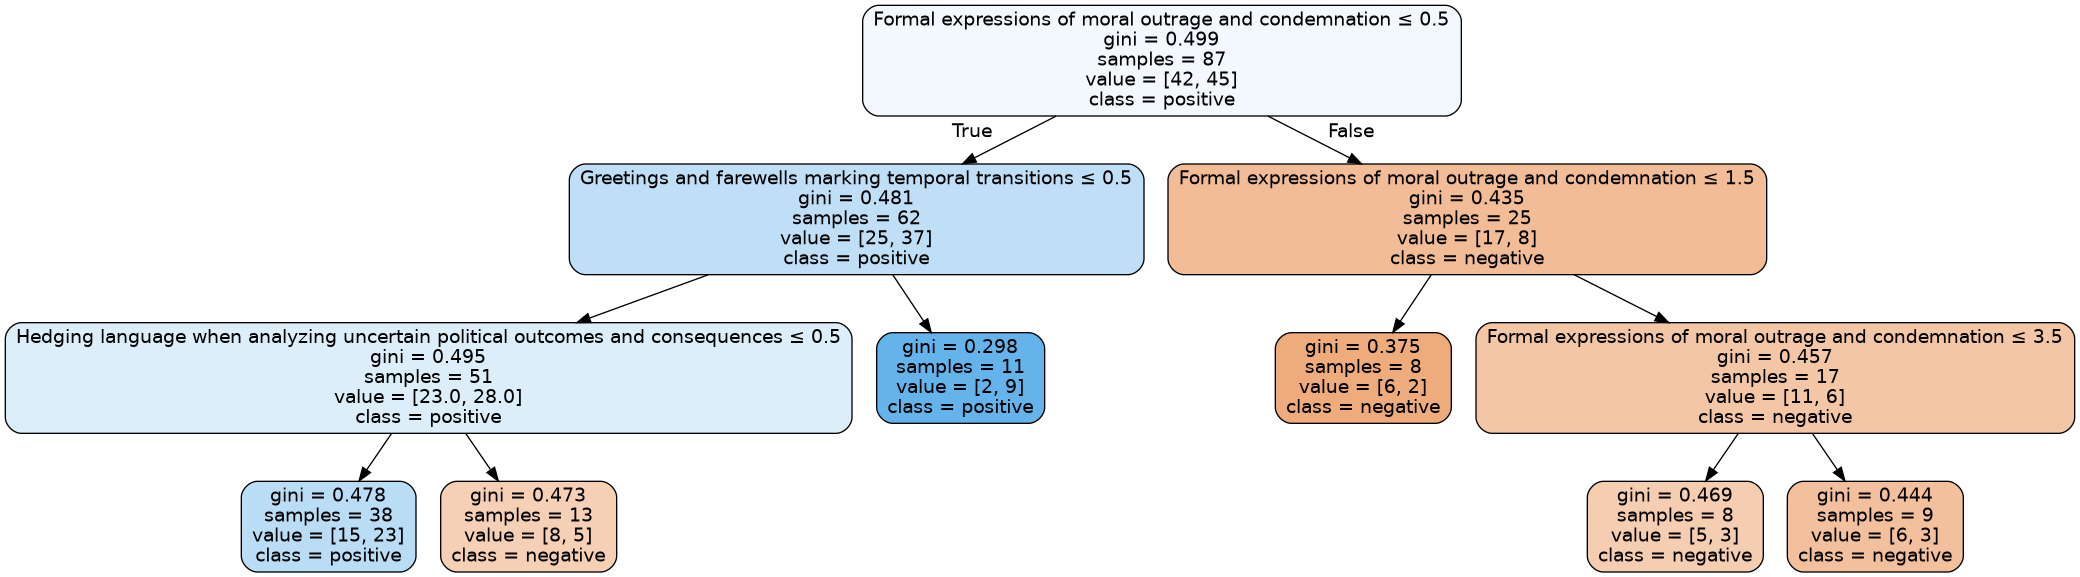 Formal expressions of moral outrage and condemnation ≤ 0.5
gini = 0.499
samples = 87
value = [42, 45]
class = positive
True
False
Greetings and farewells marking temporal transitions ≤ 0.5
gini = 0.481
samples = 62
value = [25, 37]
class = positive
Formal expressions of moral outrage and condemnation ≤ 1.5
gini = 0.435
samples = 25
value = [17, 8]
class = negative
Hedging language when analyzing uncertain political outcomes and consequences ≤ 0.5
gini = 0.495
samples = 51
value = [23.0, 28.0]
class = positive
gini = 0.298
samples = 11
value = [2, 9]
class = positive
gini = 0.375
samples = 8
value = [6, 2]
class = negative
Formal expressions of moral outrage and condemnation ≤ 3.5
gini = 0.457
samples = 17
value = [11, 6]
class = negative
gini = 0.478
samples = 38
value = [15, 23]
class = positive
gini = 0.473
samples = 13
value = [8, 5]
class = negative
gini = 0.469
samples = 8
value = [5, 3]
class = negative
gini = 0.444
samples = 9
value = [6, 3]
class = negative